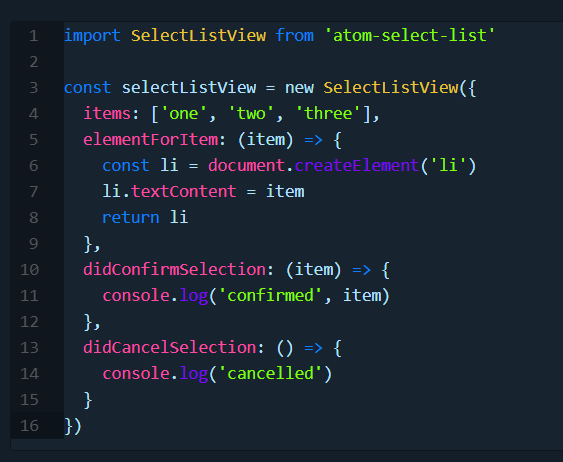 1 import SelectListView from 'atom-select-list'
2
3 const selectListView = new SelectListView({
4   items: ['one', 'two', 'three'],
5   elementForItem: (item) => {
6     const li = document.createElement('li')
7     li.textContent = item
8     return li
9   },
10   didConfirmSelection: (item) => {
11     console.log('confirmed', item)
12   },
13   didCancelSelection: () => {
14     console.log('cancelled')
15   }
16 })